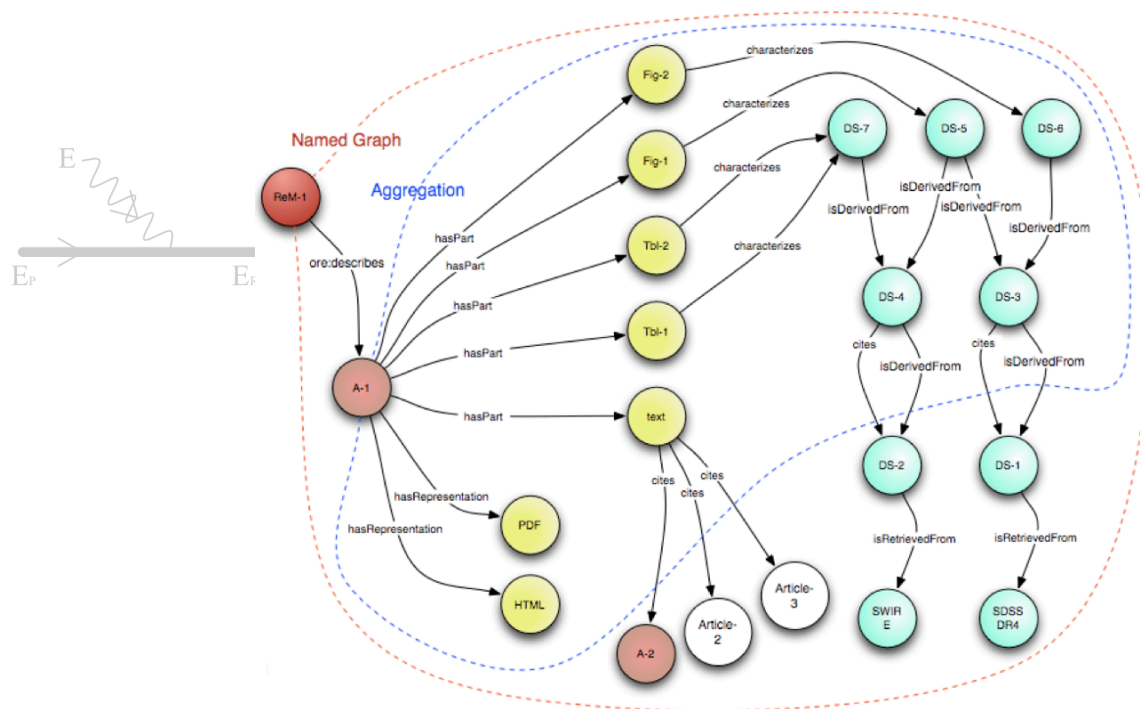 Fig-2
characterizes
characterizes
DS-7
DS-5
DS-6
Named Graph
E
Fig-1
Aggregation
characterizes
ReM-1
isDerivedFrom
isDerivedFrom
isDerivedFrom
isDerivedFrom
hasPart
Tbl-2
characterizes
ore:describes
hasPart
E P
E
hasPart
DS-4
DS-3
Tbl-1
cites
cites
hasPart
isDerivedFrom
isDerivedFrom
A-1
hasPart
text
cites
cites
cites
DS-2
DS-1
hasRepresentation
hasRepresentation
PDF
isRetrievedFrom
isRetrievedFrom
HTML
Article-
3
SWIR
E
SDSS
DR4
Article-
2
A-2